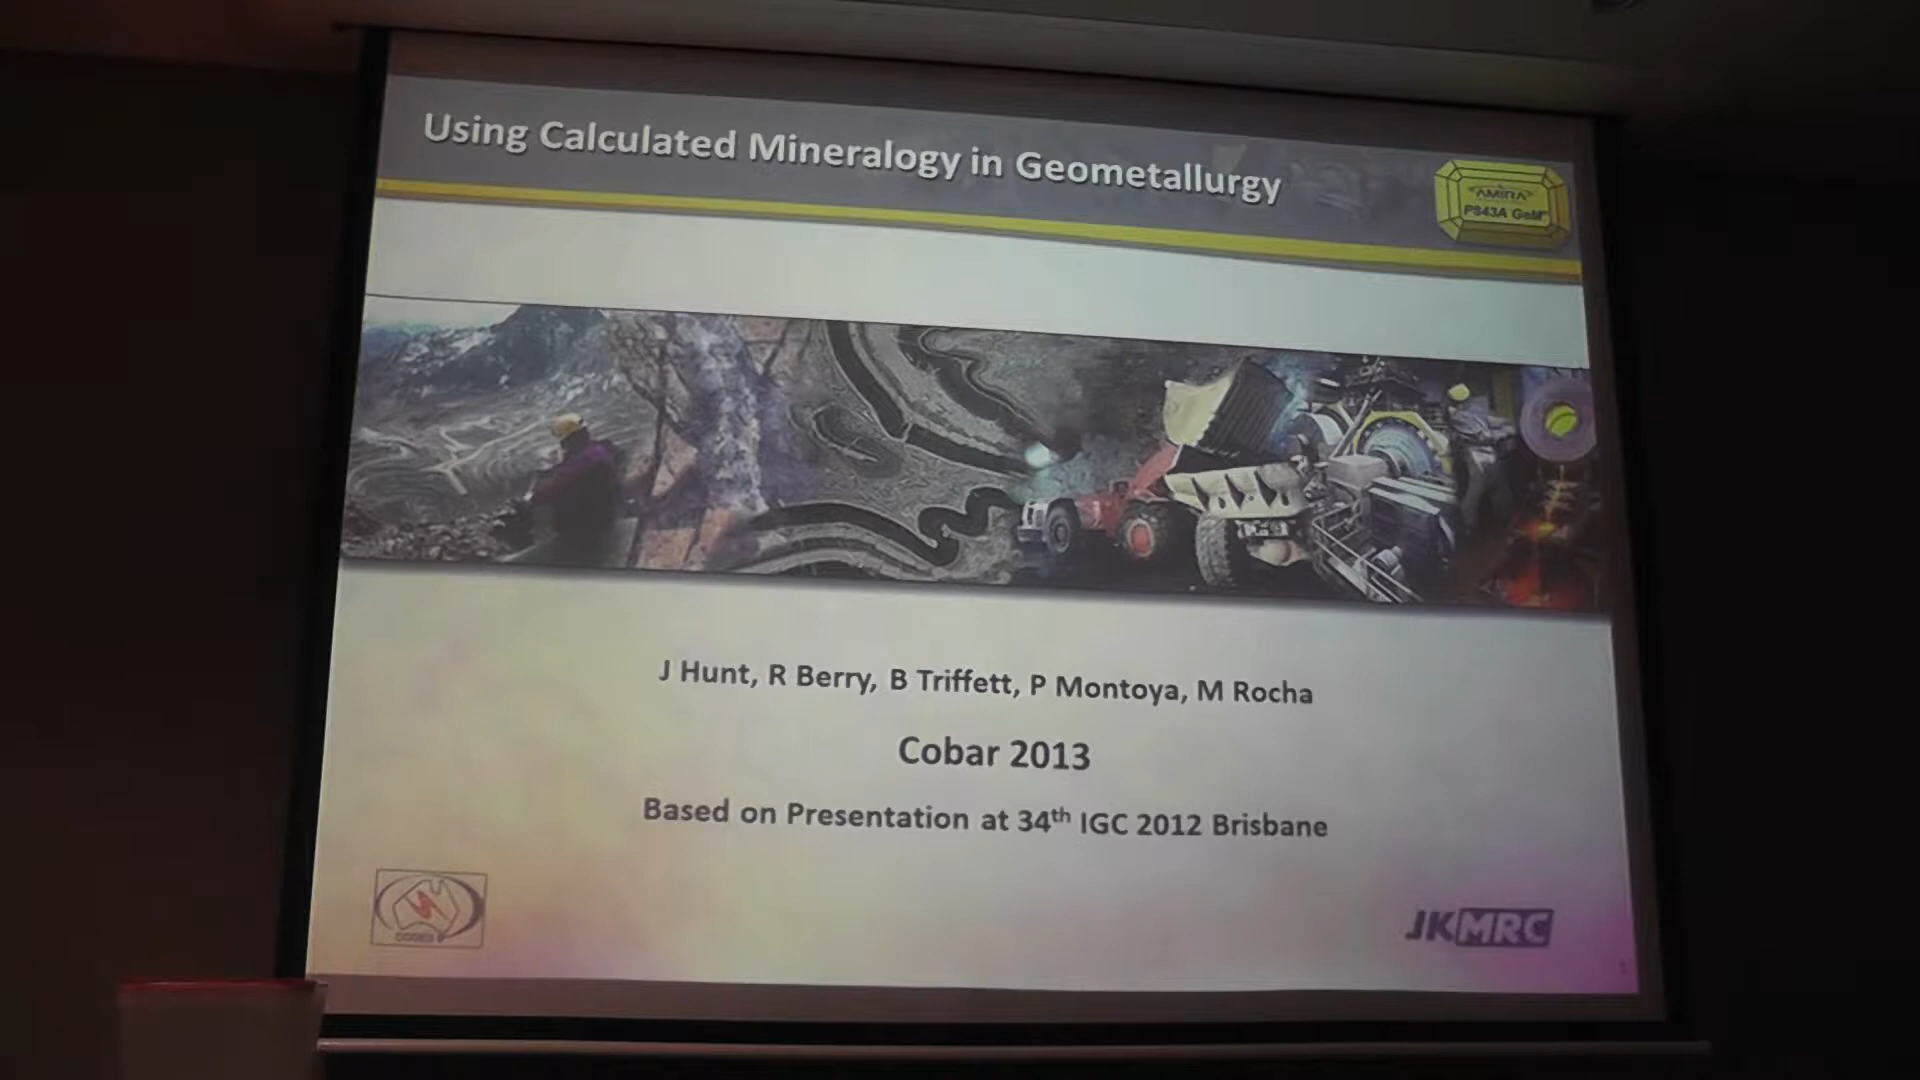 Using Calculated Mineralogy in Geometallurgy
AMIRA
P843A GeM
J Hunt, R Berry, B Triffett, P Montoya, M Rocha
Cobar 2013
Based on Presentation at 34th IGC 2012 Brisbane
CODES
JKMRC